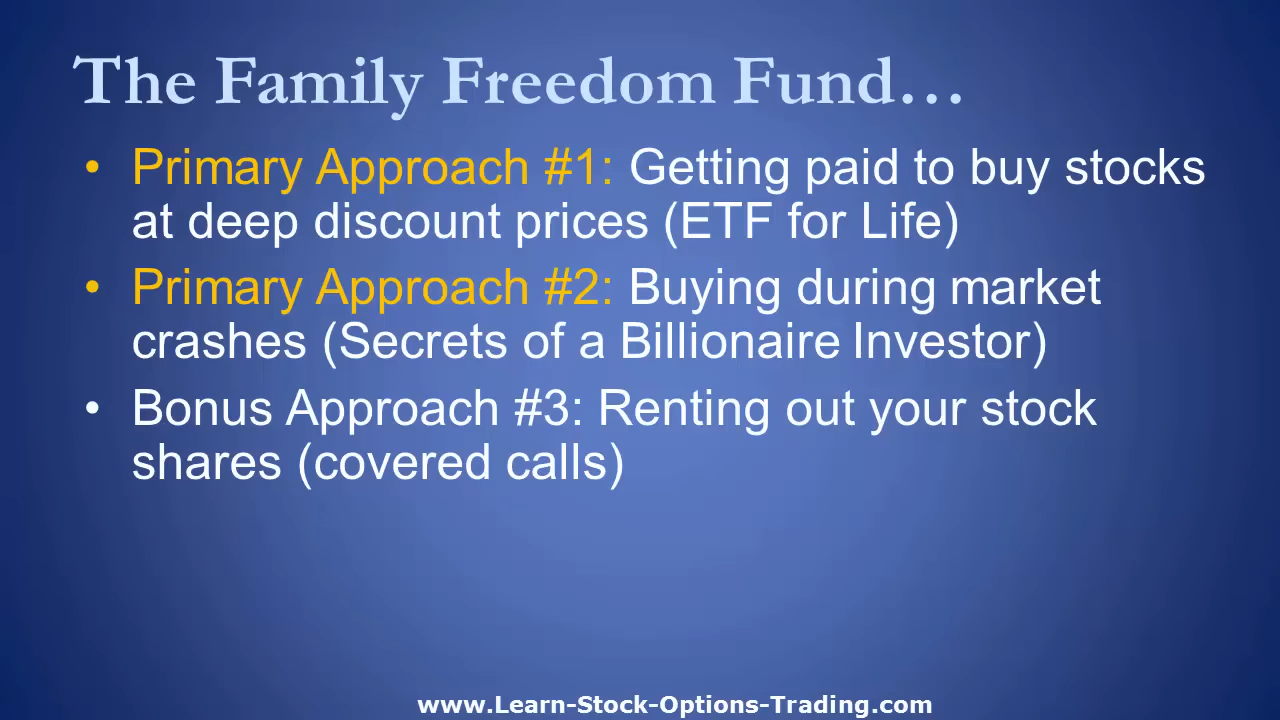 The Family Freedom Fund…
• Primary Approach #1: Getting paid to buy stocks
at deep discount prices (ETF for Life)
• Primary Approach #2: Buying during market
crashes (Secrets of a Billionaire Investor)
• Bonus Approach #3: Renting out your stock
shares (covered calls)
www.Learn-Stock-Options-Trading.com